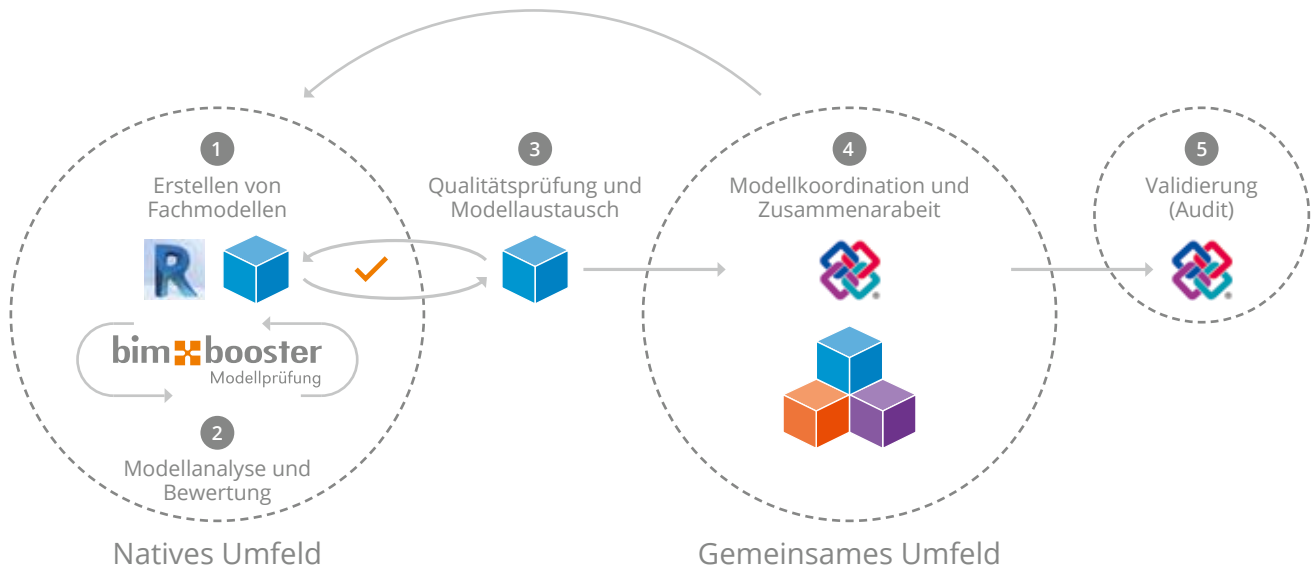 1
Erstellen von
Fachmodellen
R
bim booster
Modellprüfung
2
Modellanalyse und
Bewertung
Natives Umfeld
3
Qualitätsprüfung und
Modellaustausch
4
Modellkoordination und
Zusammenarabeit
Gemeinsames Umfeld
5
Validierung
(Audit)